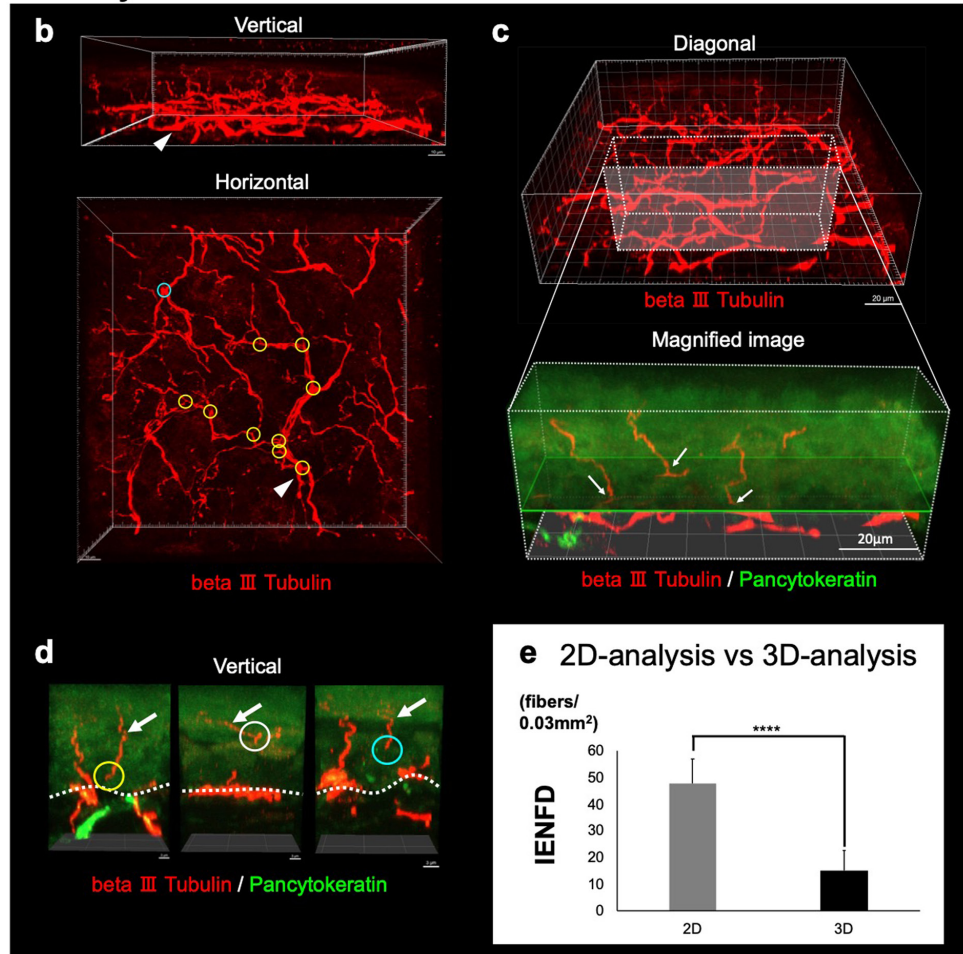 b
Vertical
Horizontal
beta Ⅲ Tubulin
c
Diagonal
beta Ⅲ Tubulin
20 µm
Magnified image
20µm
beta Ⅲ Tubulin / Pancytokeratin
d
Vertical
beta Ⅲ Tubulin / Pancytokeratin
e 2D-analysis vs 3D-analysis
(fibers/
0.03mm²)
****
60
50
40
30
20
10
0
IENFD
2D
3D